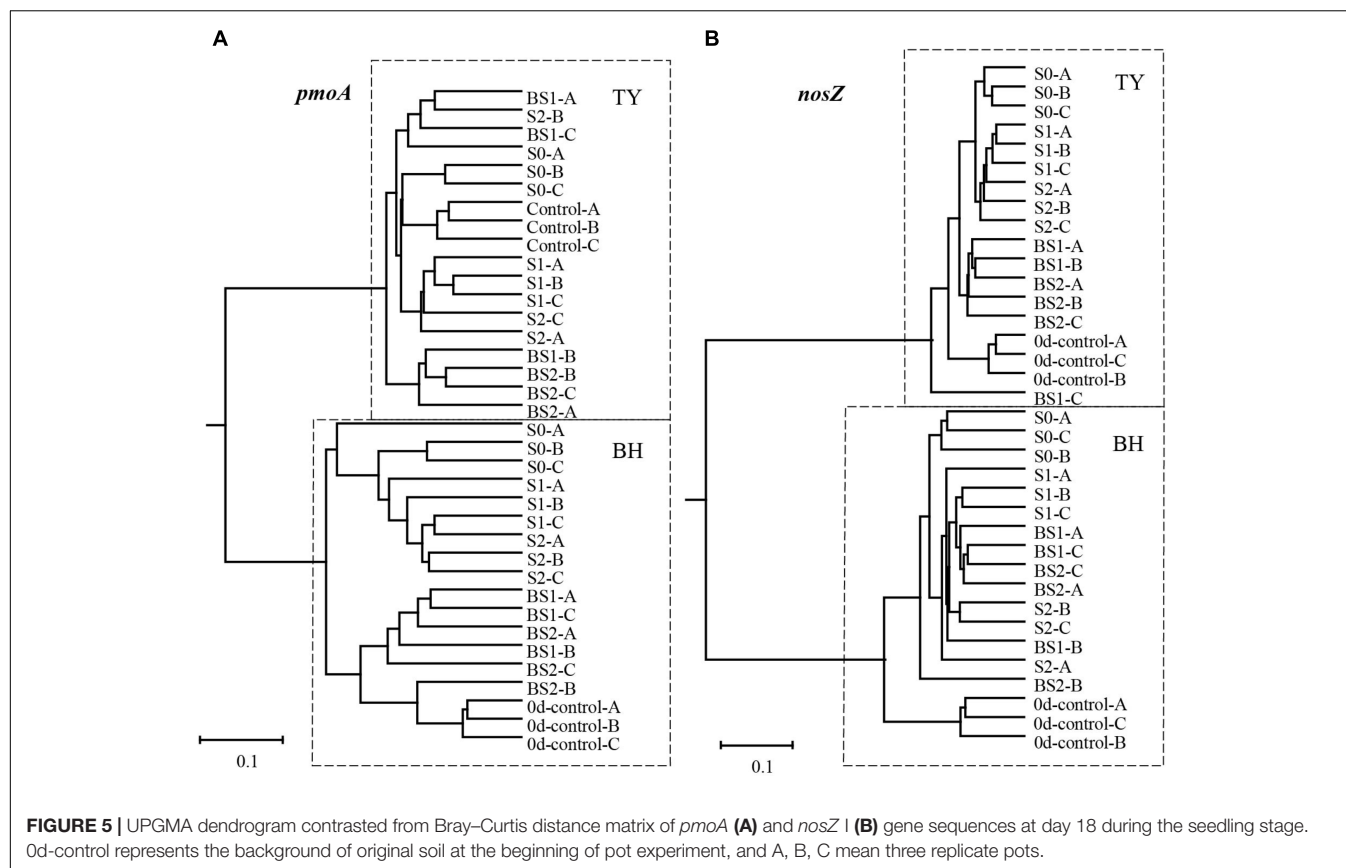 A
pmoA
TY
BS1-A
S2-B
BS1-C
S0-A
S0-B
S0-C
Control-A
Control-B
Control-C
S1-A
S1-B
S1-C
S2-C
S2-A
BS1-B
BS2-B
BS2-C
BS2-A
BH
S0-A
S0-B
S0-C
S1-A
S1-B
S1-C
S2-A
S2-B
S2-C
BS1-A
BS1-C
BS2-A
BS1-B
BS2-C
BS2-B
0d-control-A
0d-control-B
0d-control-C
0.1
B
nosZ
TY
S0-A
S0-B
S0-C
S1-A
S1-B
S1-C
S2-A
S2-B
S2-C
BS1-A
BS1-B
BS2-A
BS2-B
BS2-C
0d-control-A
0d-control-C
0d-control-B
BS1-C
BH
S0-A
S0-C
S0-B
S1-A
S1-B
S1-C
BS1-A
BS1-C
BS2-C
BS2-A
S2-B
S2-C
BS1-B
S2-A
BS2-B
0d-control-A
0d-control-C
0d-control-B
0.1
FIGURE 5 | UPGMA dendrogram contrasted from Bray–Curtis distance matrix of pmoA (A) and nosZ I (B) gene sequences at day 18 during the seedling stage.
0d-control represents the background of original soil at the beginning of pot experiment, and A, B, C mean three replicate pots.